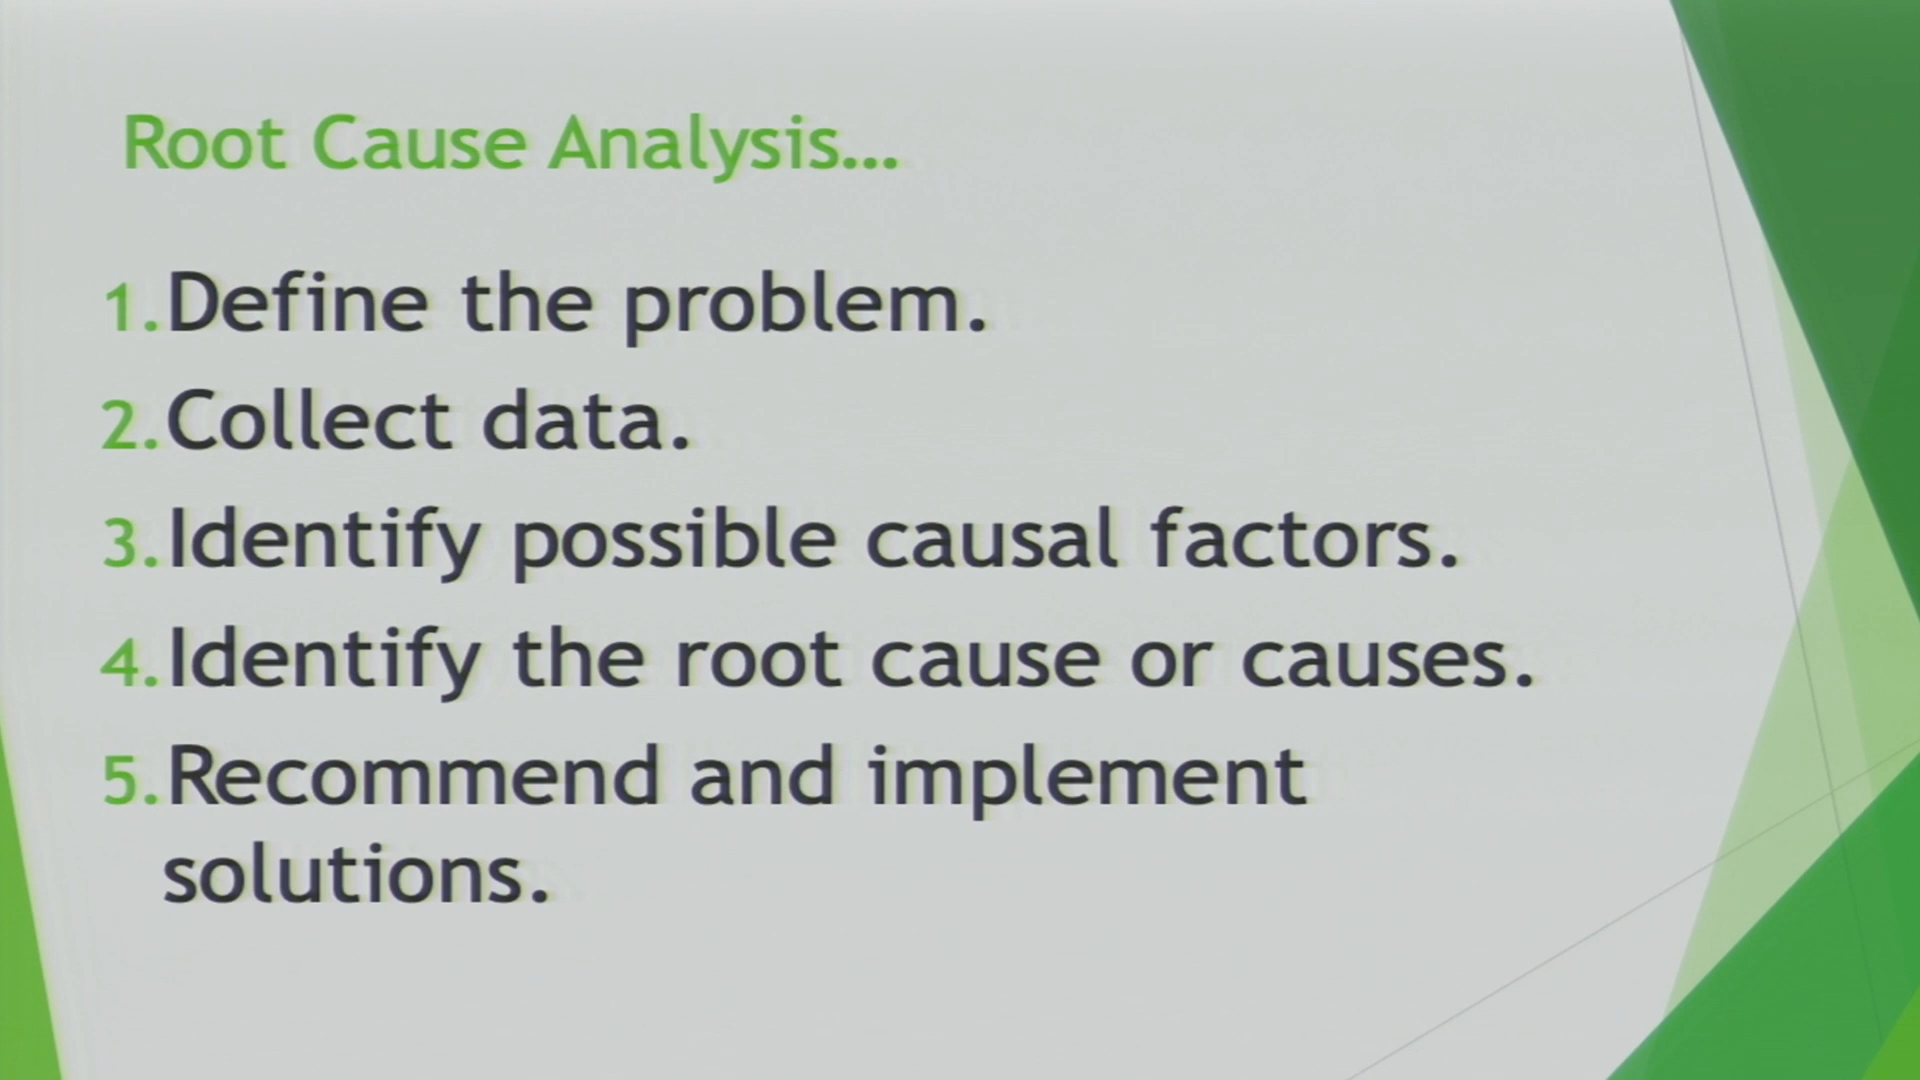 Root Cause Analysis...
1. Define the problem.
2. Collect data.
3. Identify possible causal factors.
4. Identify the root cause or causes.
5. Recommend and implement
solutions.